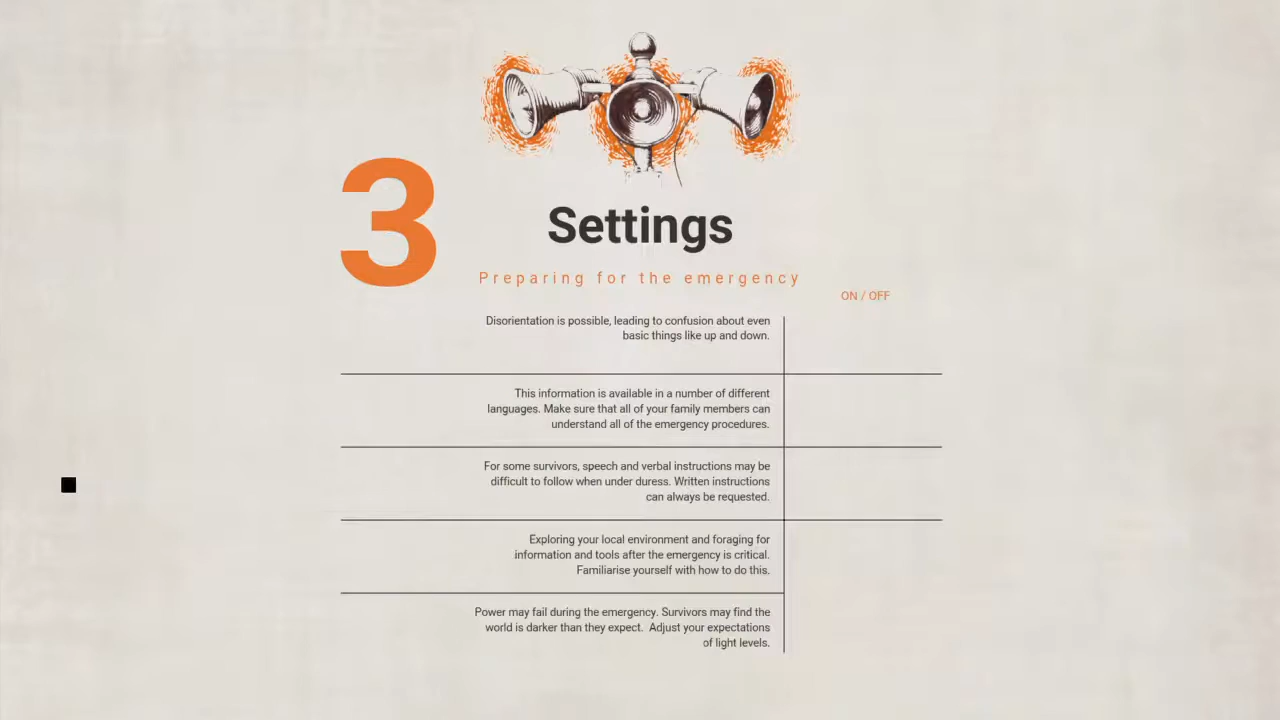 3
Settings
Preparing for the emergency
ON / OFF
Disorientation is possible, leading to confusion about even
basic things like up and down.
This information is available in a number of different
languages. Make sure that all of your family members can
understand all of the emergency procedures.
For some survivors, speech and verbal instructions may be
difficult to follow when under duress. Written instructions
can always be requested.
Exploring your local environment and foraging for
information and tools after the emergency is critical.
Familiarise yourself with how to do this.
Power may fail during the emergency. Survivors may find the
world is darker than they expect.  Adjust your expectations
of light levels.